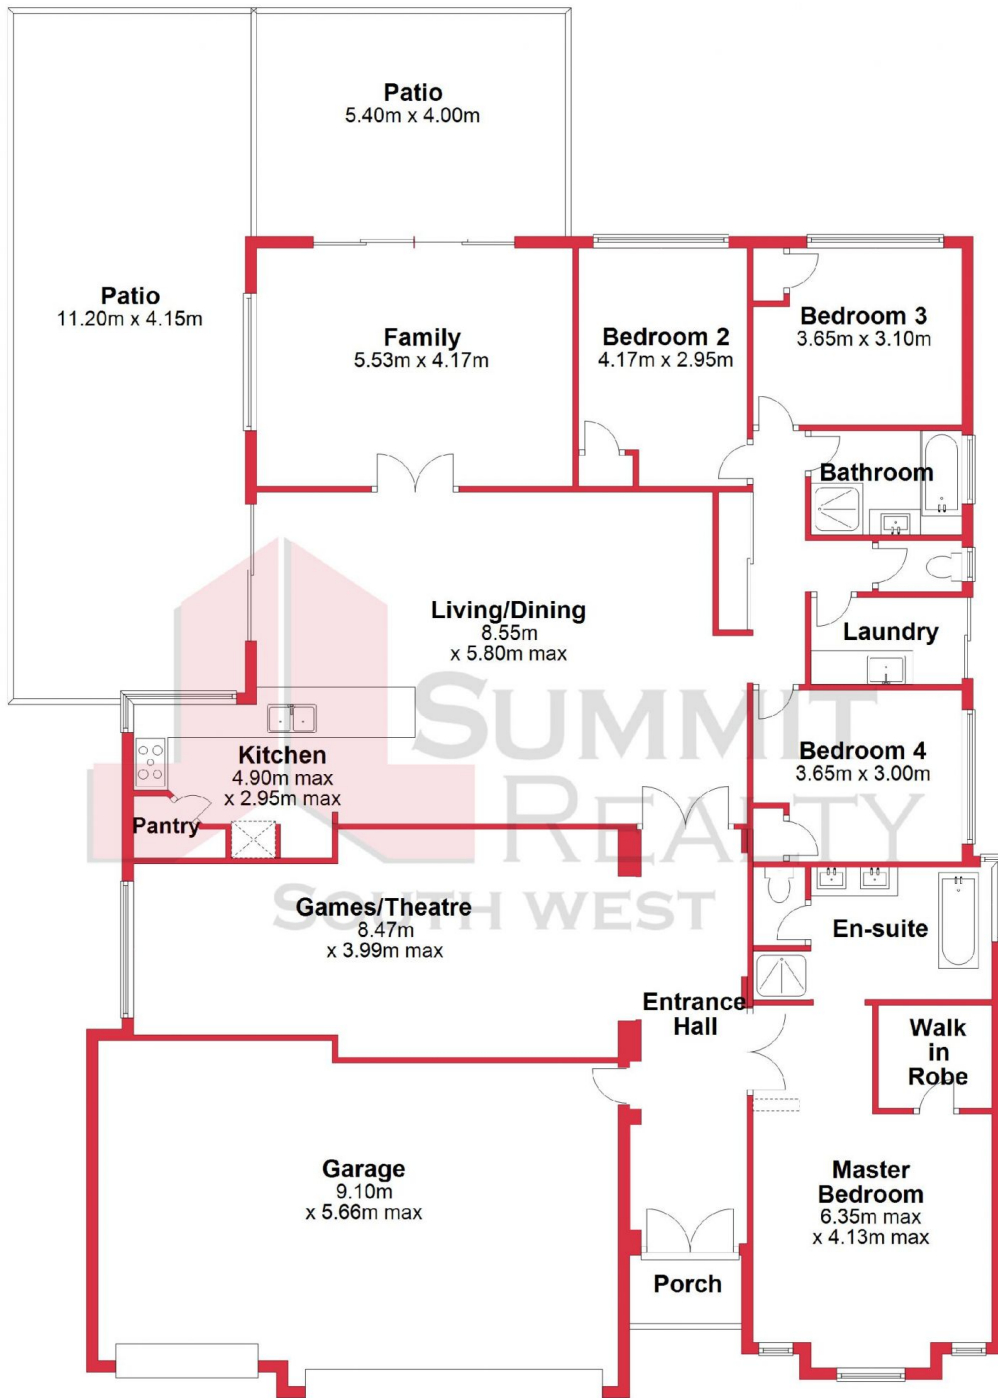 Patio
5.40m x 4.00m
Patio
11.20m x 4.15m
Family
5.53m x 4.17m
Bedroom 2
4.17m x 2.95m
Bedroom 3
3.65m x 3.10m
Bathroom
Living/Dining
8.55m
x 5.80m max
Laundry
SUMMIT
REALTY
SOUTH WEST
Kitchen
4.90m max
x 2.95m max
Pantry
Bedroom 4
3.65m x 3.00m
Games/Theatre
8.47m
x 3.99m max
En-suite
Entrance
Hall
Walk
in
Robe
Garage
9.10m
x 5.66m max
Master
Bedroom
6.35m max
x 4.13m max
Porch